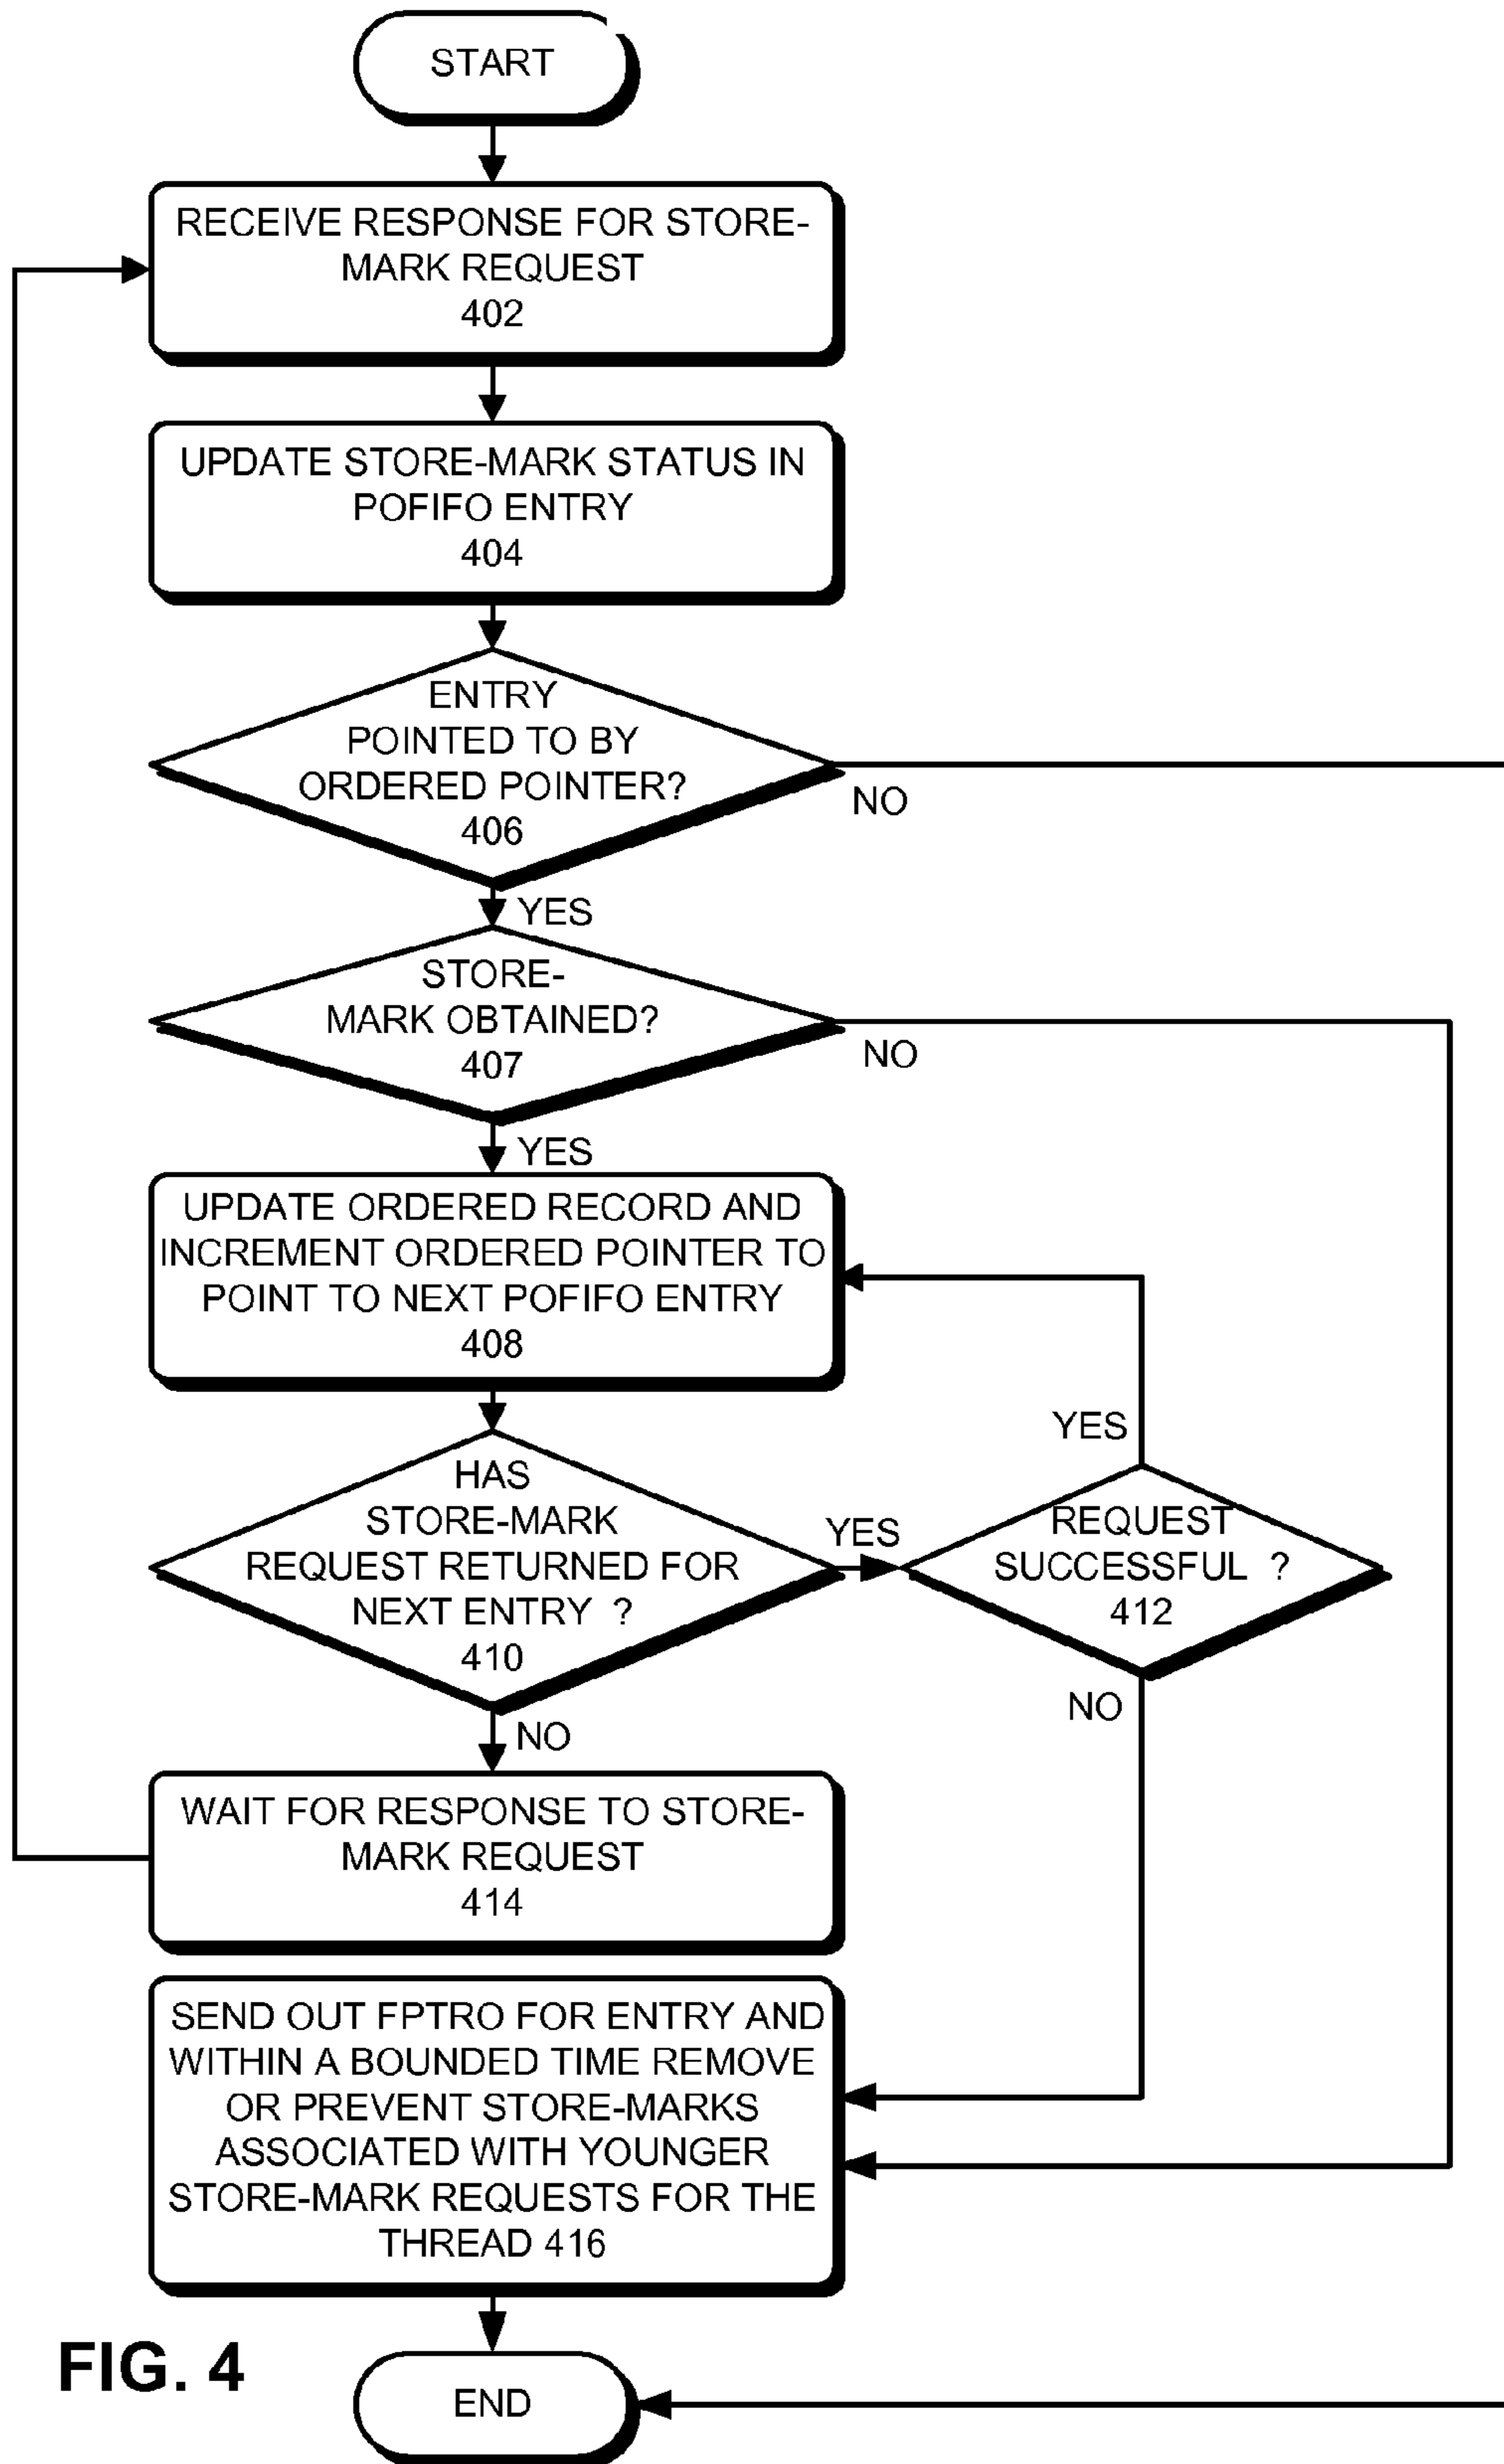 START
RECEIVE RESPONSE FOR STORE-
MARK REQUEST
402
UPDATE STORE-MARK STATUS IN
POFIFO ENTRY
404
ENTRY
POINTED TO BY
ORDERED POINTER?
406
NO
YES
STORE-
MARK OBTAINED?
407
NO
YES
UPDATE ORDERED RECORD AND
INCREMENT ORDERED POINTER TO
POINT TO NEXT POFIFO ENTRY
408
HAS
STORE-MARK
REQUEST RETURNED FOR
NEXT ENTRY ?
410
YES
REQUEST
SUCCESSFUL ?
412
YES
NO
NO
WAIT FOR RESPONSE TO STORE-
MARK REQUEST
414
SEND OUT FPTRO FOR ENTRY AND
WITHIN A BOUNDED TIME REMOVE
OR PREVENT STORE-MARKS
ASSOCIATED WITH YOUNGER
STORE-MARK REQUESTS FOR THE
THREAD 416
FIG. 4
END